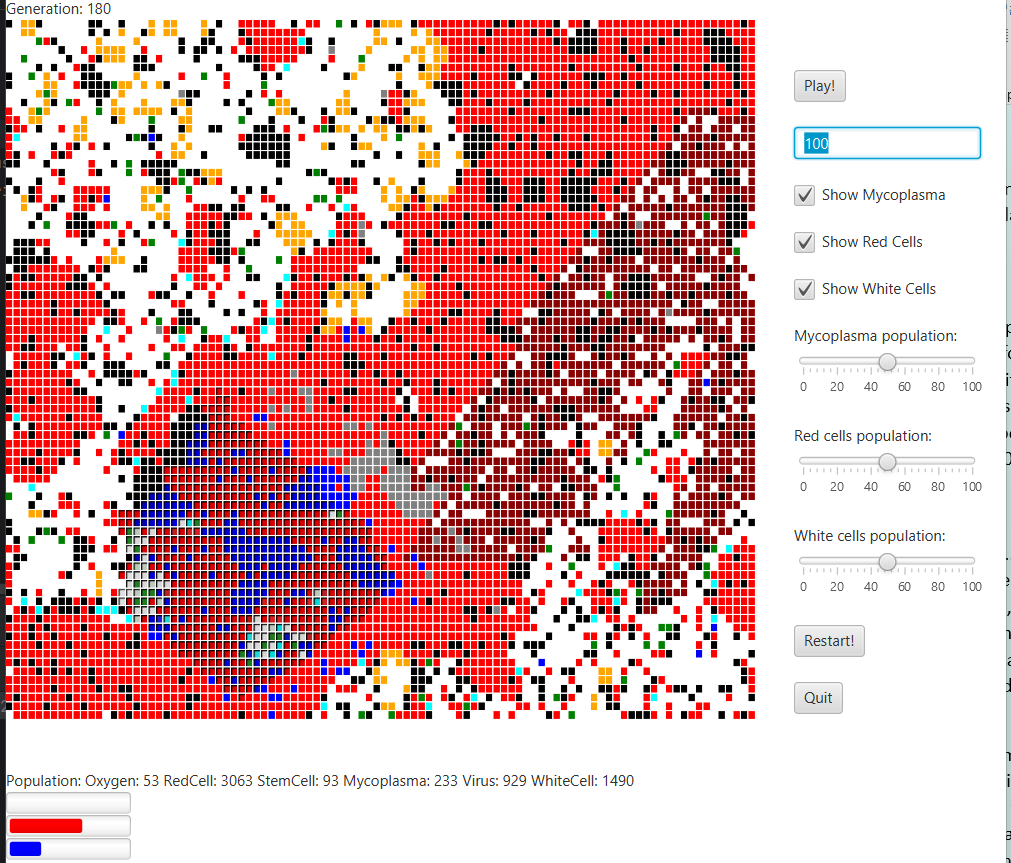 Generation: 180
Play!
100
Show Mycoplasma
Show Red Cells
Show White Cells
Mycoplasma population:
0 20 40 60 80 100
Red cells population:
0 20 40 60 80 100
White cells population:
0 20 40 60 80 100
Restart!
Quit
Population: Oxygen: 53 RedCell: 3063 StemCell: 93 Mycoplasma: 233 Virus: 929 WhiteCell: 1490